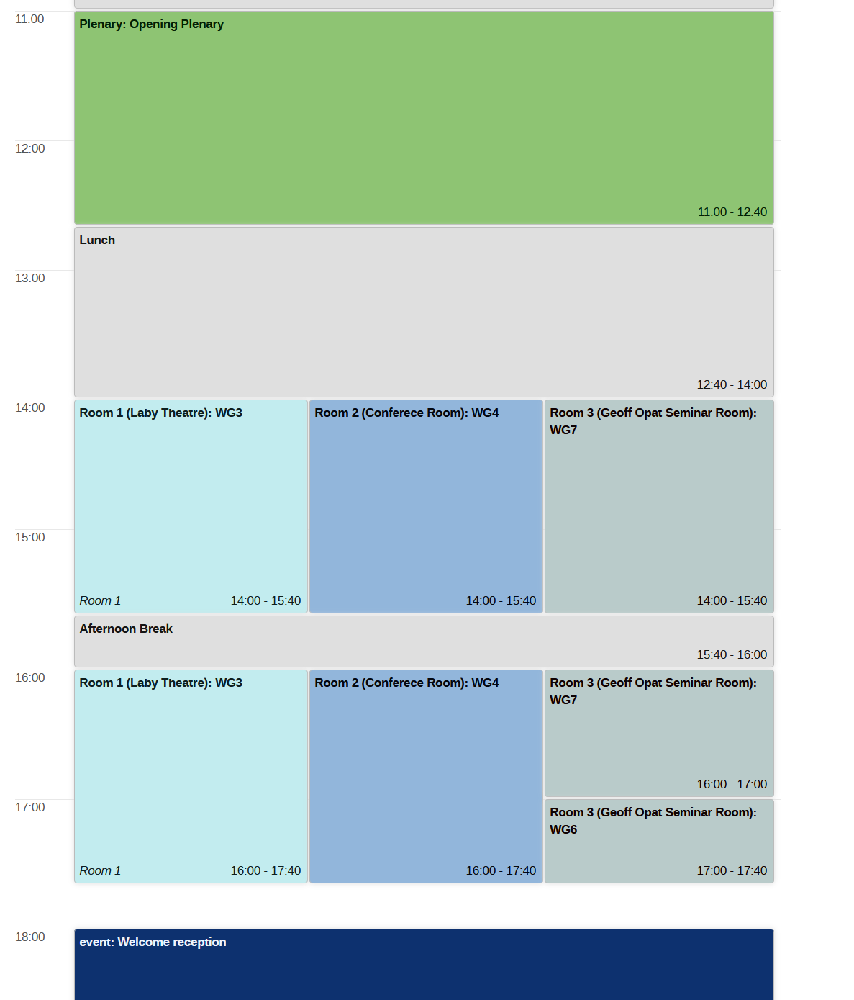 11:00
Plenary: Opening Plenary
12:00
11:00 - 12:40
Lunch
13:00
12:40 - 14:00
14:00
Room 1 (Laby Theatre): WG3
Room 2 (Conferece Room): WG4
Room 3 (Geoff Opat Seminar Room):
WG7
15:00
Room 1
14:00 - 15:40
14:00 - 15:40
14:00 - 15:40
Afternoon Break
15:40 - 16:00
16:00
Room 1 (Laby Theatre): WG3
Room 2 (Conferece Room): WG4
Room 3 (Geoff Opat Seminar Room):
WG7
16:00 - 17:00
17:00
Room 3 (Geoff Opat Seminar Room):
WG6
Room 1
16:00 - 17:40
16:00 - 17:40
17:00 - 17:40
18:00
event: Welcome reception